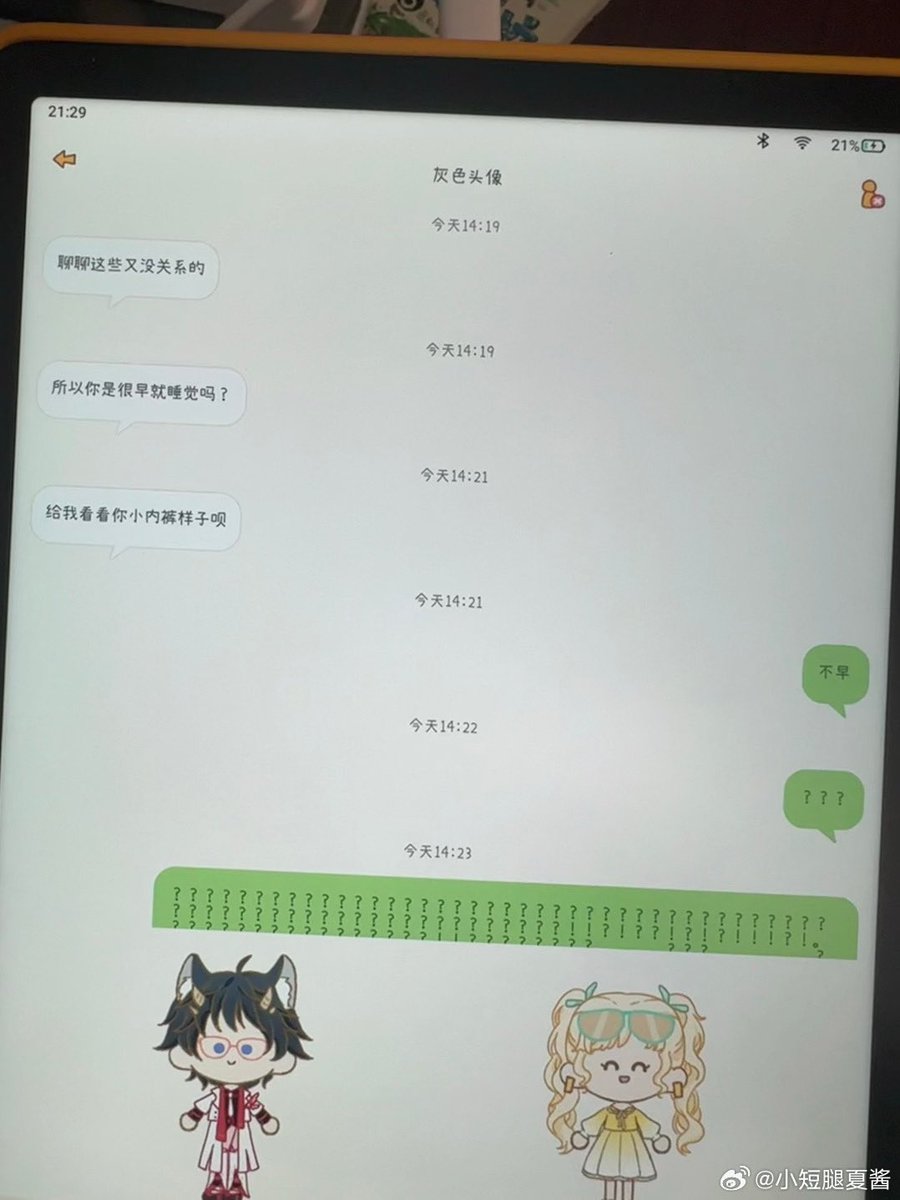 21:29
21%
灰色头像
今天14:19
聊聊这些又没关系的
今天14:19
所以你是很早就睡觉吗？
今天14:21
给我看看你小内裤样子呗
今天14:21
不早
今天14:22
？？？
今天14:23
@小短腿夏酱